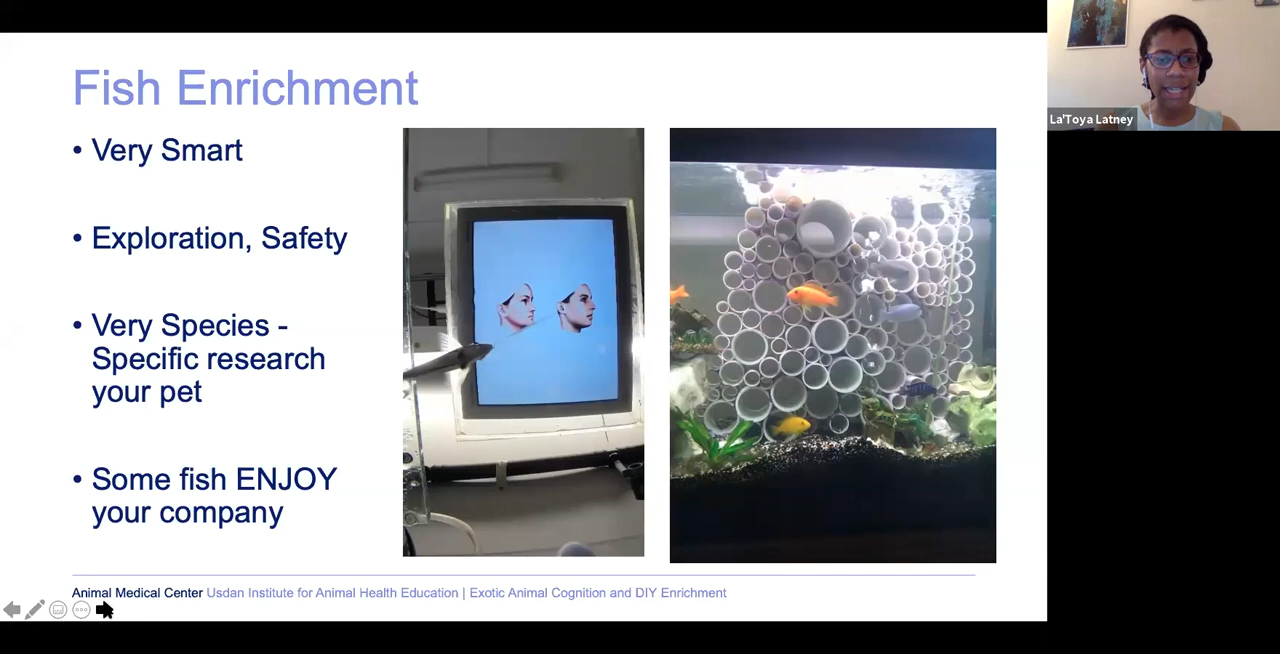 Fish Enrichment
• Very Smart
• Exploration, Safety
• Very Species -
Specific research
your pet
• Some fish ENJOY
your company
Animal Medical Center Usdan Institute for Animal Health Education | Exotic Animal Cognition and DIY Enrichment
La'Toya Latney